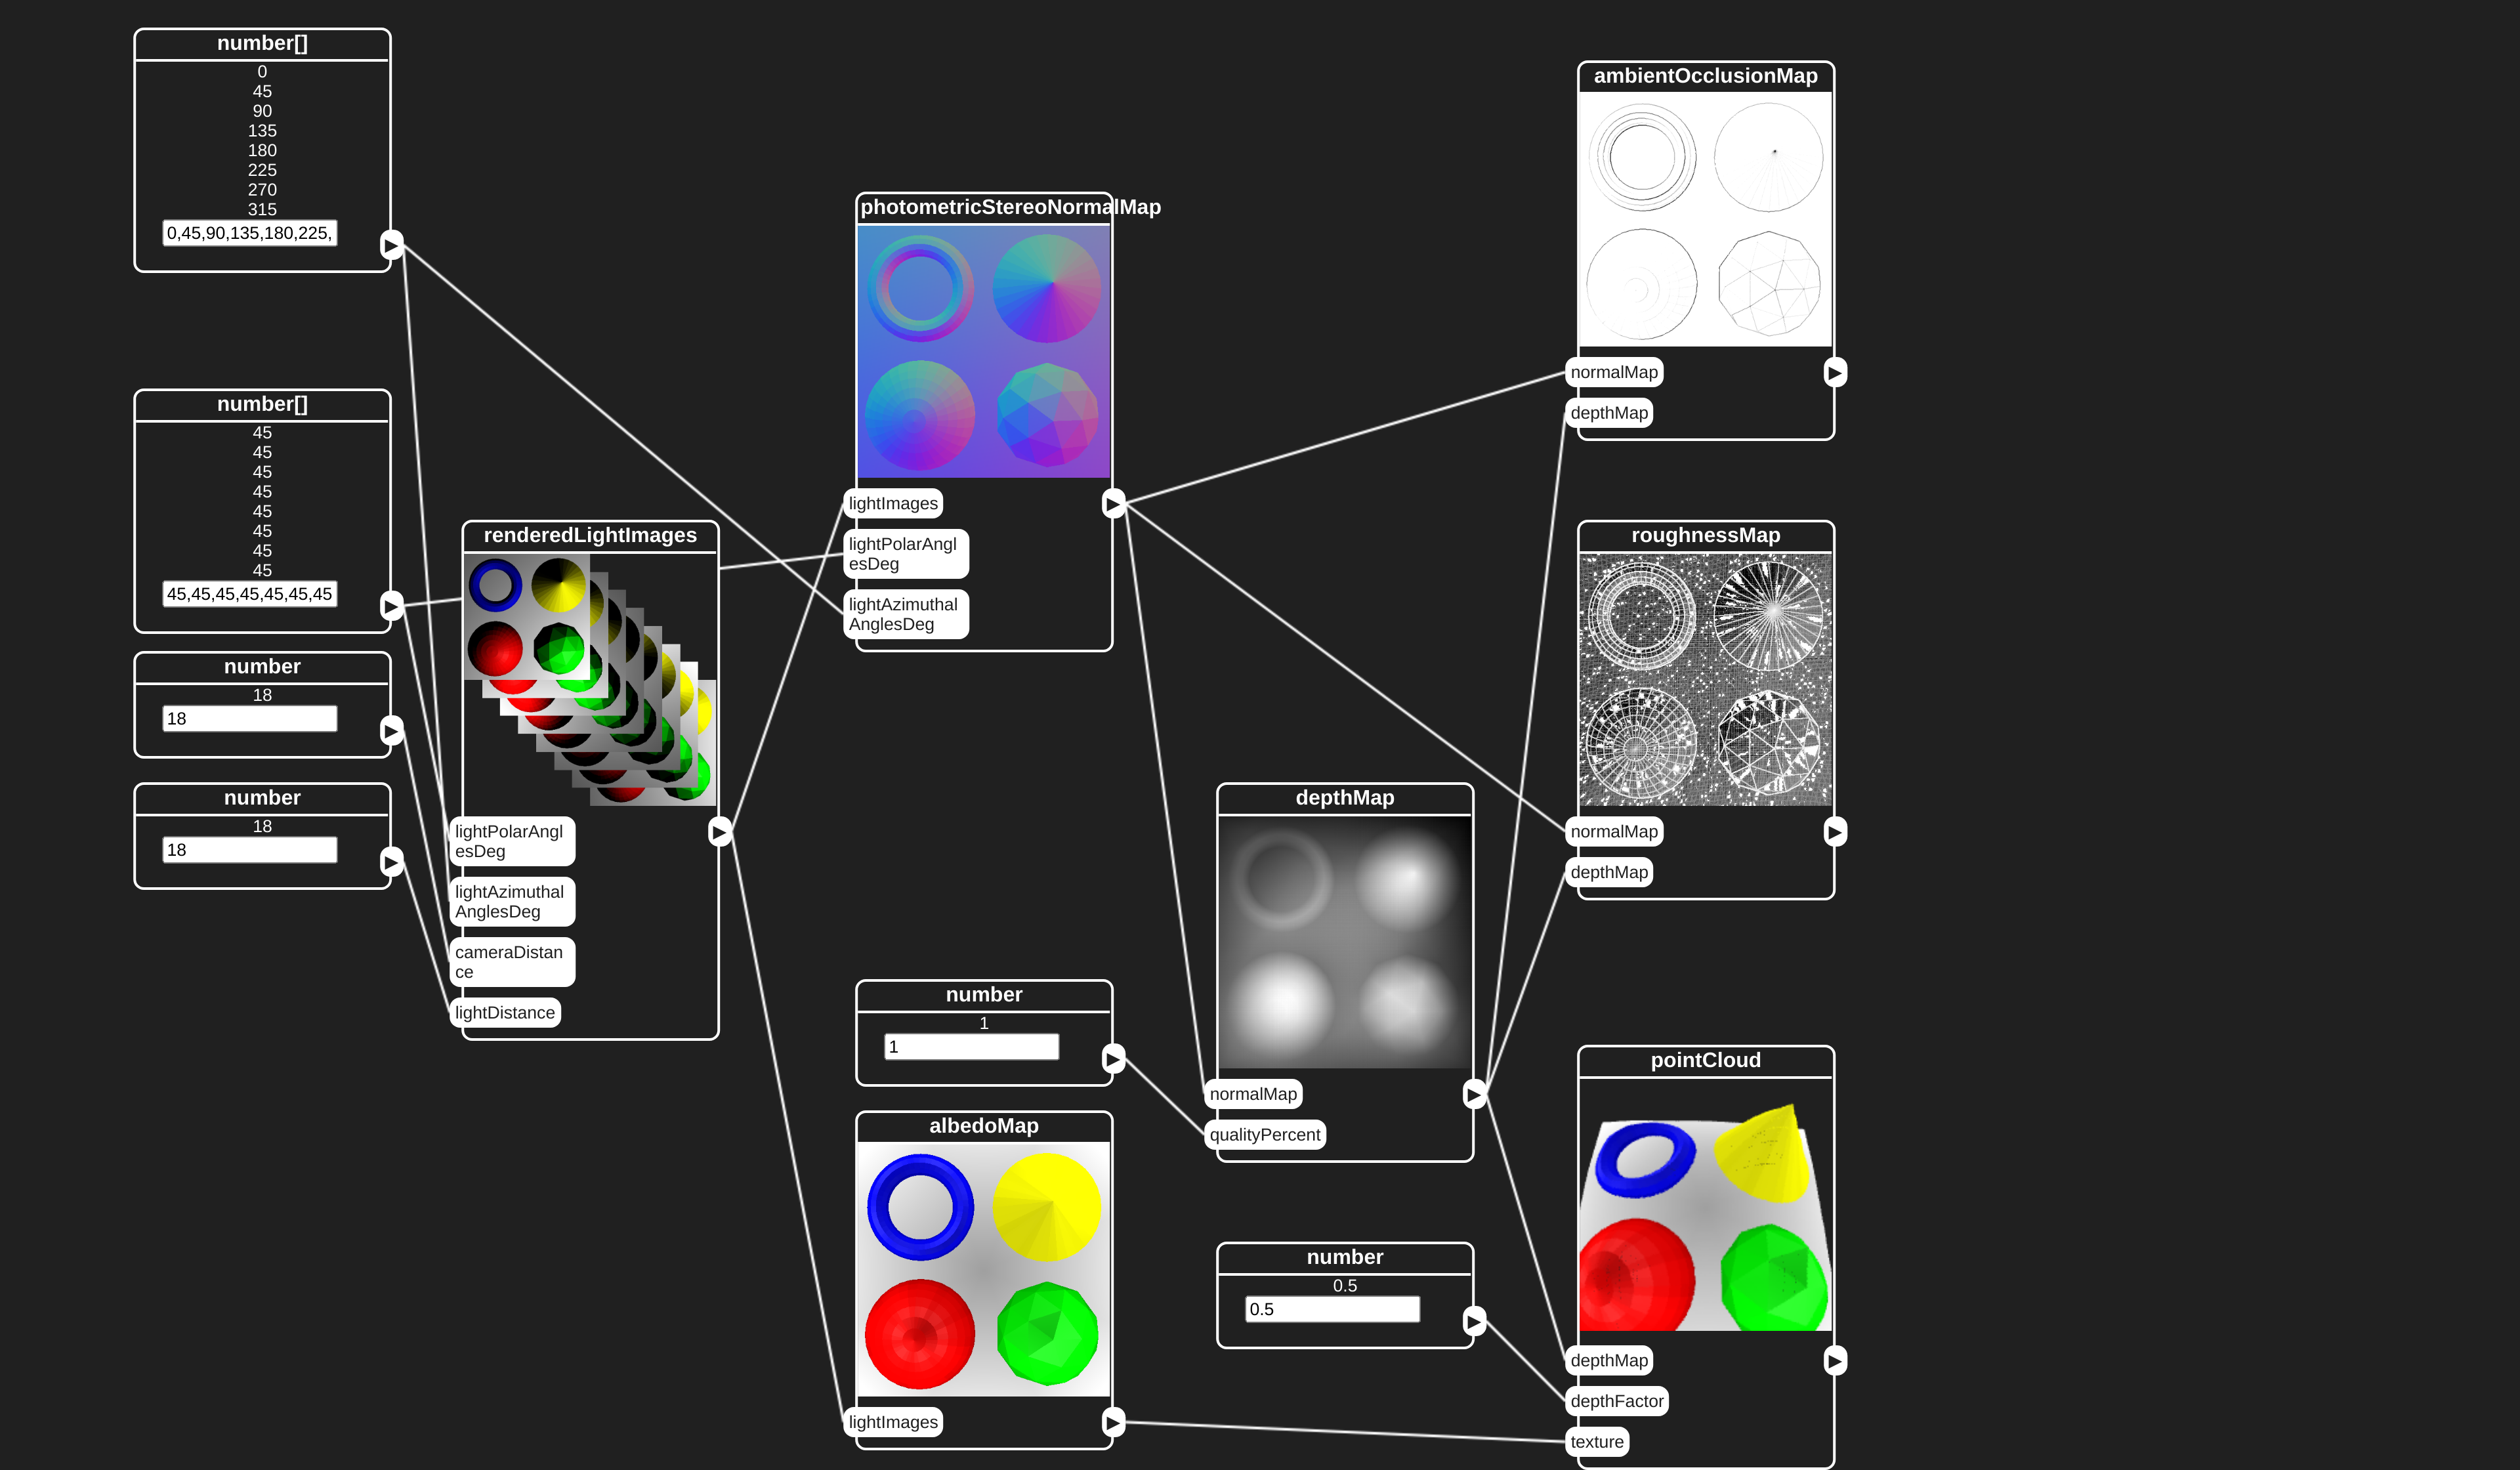 number[]
0
45
90
135
180
225
270
315
0,45,90,135,180,225,
number[]
45
45
45
45
45
45
45
45
45,45,45,45,45,45,45
number
18
18
number
18
18
renderedLightImages
lightPolarAngl
esDeg
lightAzimuthal
AnglesDeg
cameraDistan
ce
lightDistance
photometricStereoNormalMap
lightImages
lightPolarAngl
esDeg
lightAzimuthal
AnglesDeg
number
1
1
albedoMap
lightImages
depthMap
normalMap
qualityPercent
number
0.5
0.5
ambientOcclusionMap
normalMap
depthMap
roughnessMap
normalMap
depthMap
pointCloud
depthMap
depthFactor
texture